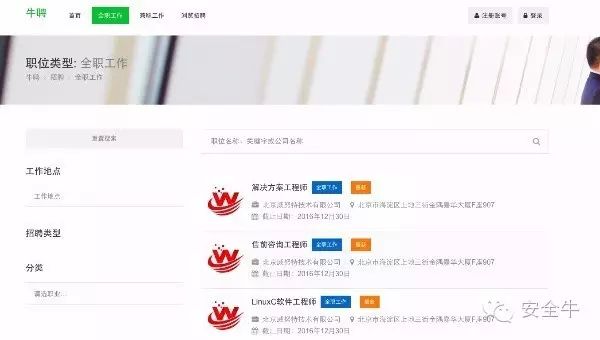 牛聘
首页
全职工作
兼职工作
浏览招聘
注册账号
登录
职位类型: 全职工作
牛聘 / 招聘 / 全职工作
重置搜索
职位名称、关键字或公司名称
工作地点
工作地点
招聘类型
分类
请选职业...
解决方案工程师 全职工作
北京威努特技术有限公司 北京市海淀区上地三街金隅嘉华大厦F座907
截止日期: 2016年12月30日
售前咨询工程师 全职工作
北京威努特技术有限公司 北京市海淀区上地三街金隅嘉华大厦F座907
截止日期: 2016年12月30日
LinuxC软件工程师 全职工作
北京威努特技术有限公司 北京市海淀区上地三街金隅嘉华大厦F座907
截止日期: 2016年12月30日
安全牛